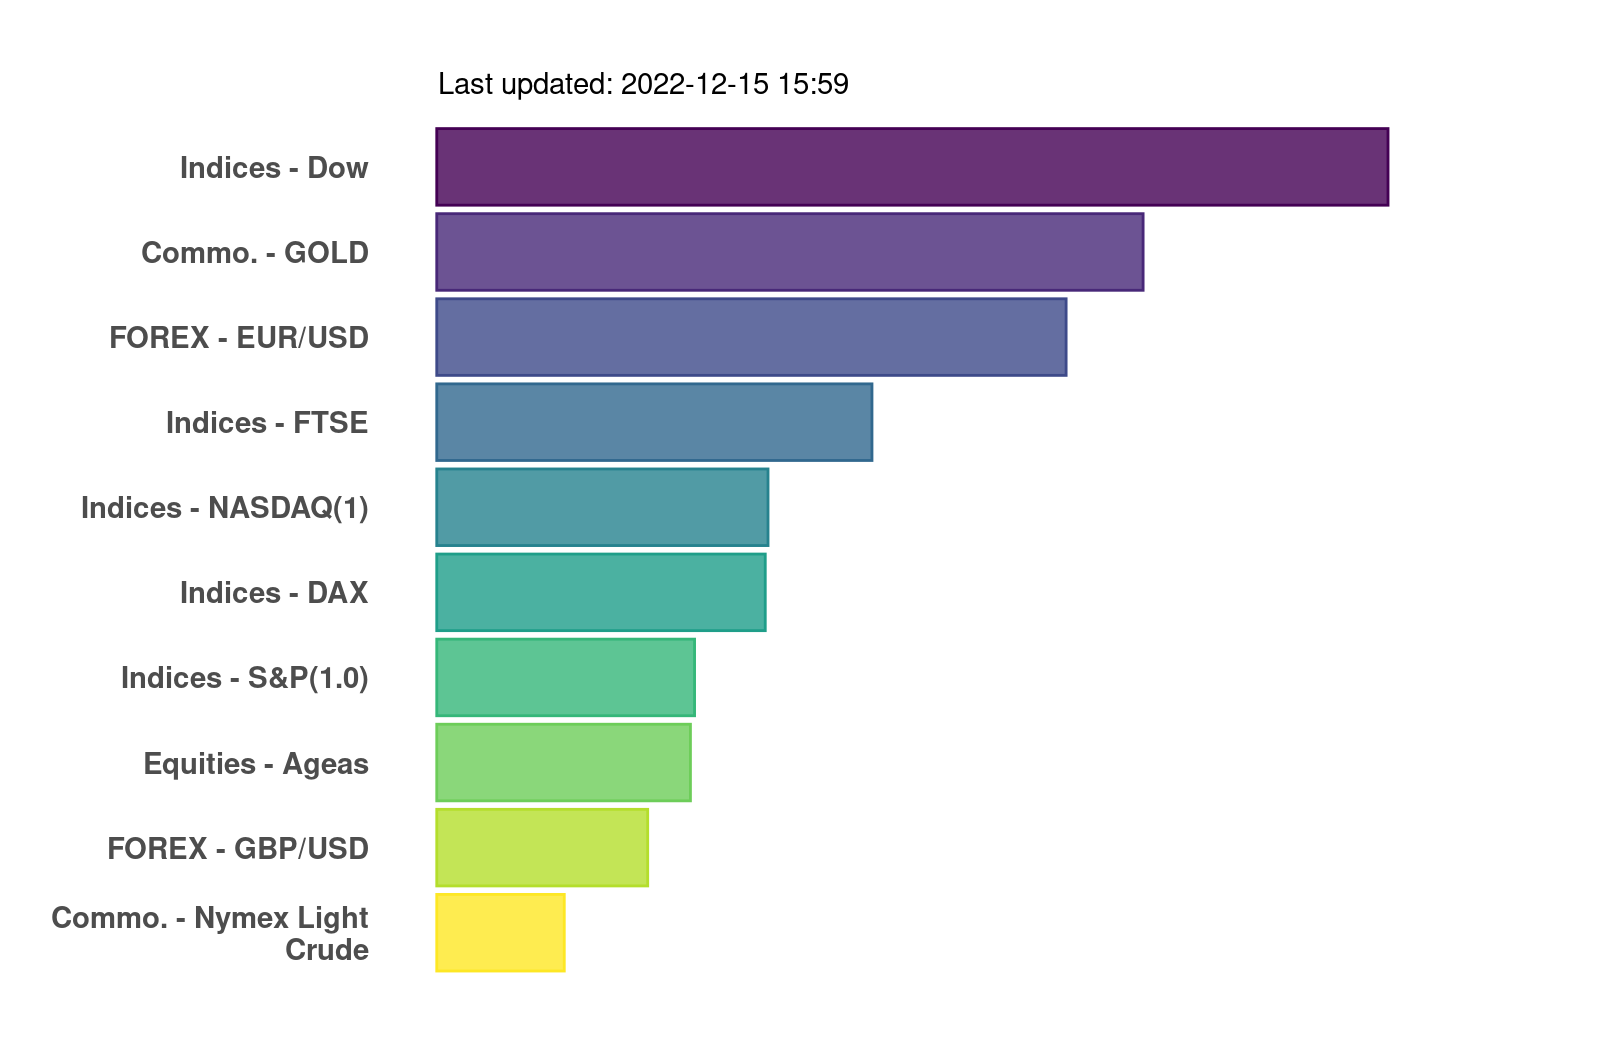 Last updated: 2022-12-15 15:59
Indices - Dow
Commo. - GOLD
FOREX - EUR/USD
Indices - FTSE
Indices - NASDAQ(1)
Indices - DAX
Indices - S&P(1.0)
Equities - Ageas
FOREX - GBP/USD
Commo. - Nymex Light
Crude